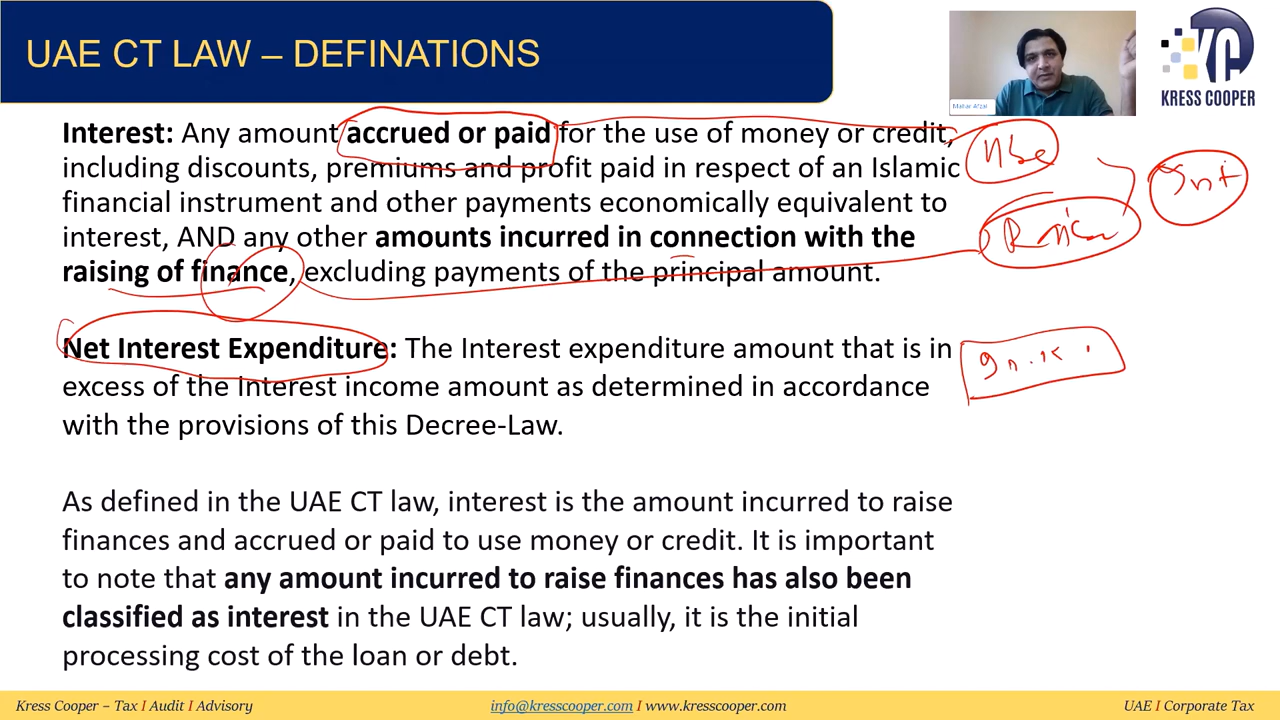 UAE CT LAW – DEFINATIONS
Mahar Afzal
KC
KRESS COOPER
Interest: Any amount accrued or paid for the use of money or credit,
including discounts, premiums and profit paid in respect of an Islamic
financial instrument and other payments economically equivalent to
interest, AND any other amounts incurred in connection with the
raising of finance, excluding payments of the principal amount.
Net Interest Expenditure: The Interest expenditure amount that is in
excess of the Interest income amount as determined in accordance
with the provisions of this Decree-Law.
As defined in the UAE CT law, interest is the amount incurred to raise
finances and accrued or paid to use money or credit. It is important
to note that any amount incurred to raise finances has also been
classified as interest in the UAE CT law; usually, it is the initial
processing cost of the loan or debt.
Kress Cooper – Tax I Audit I Advisory
info@kresscooper.com I www.kresscooper.com
UAE I Corporate Tax